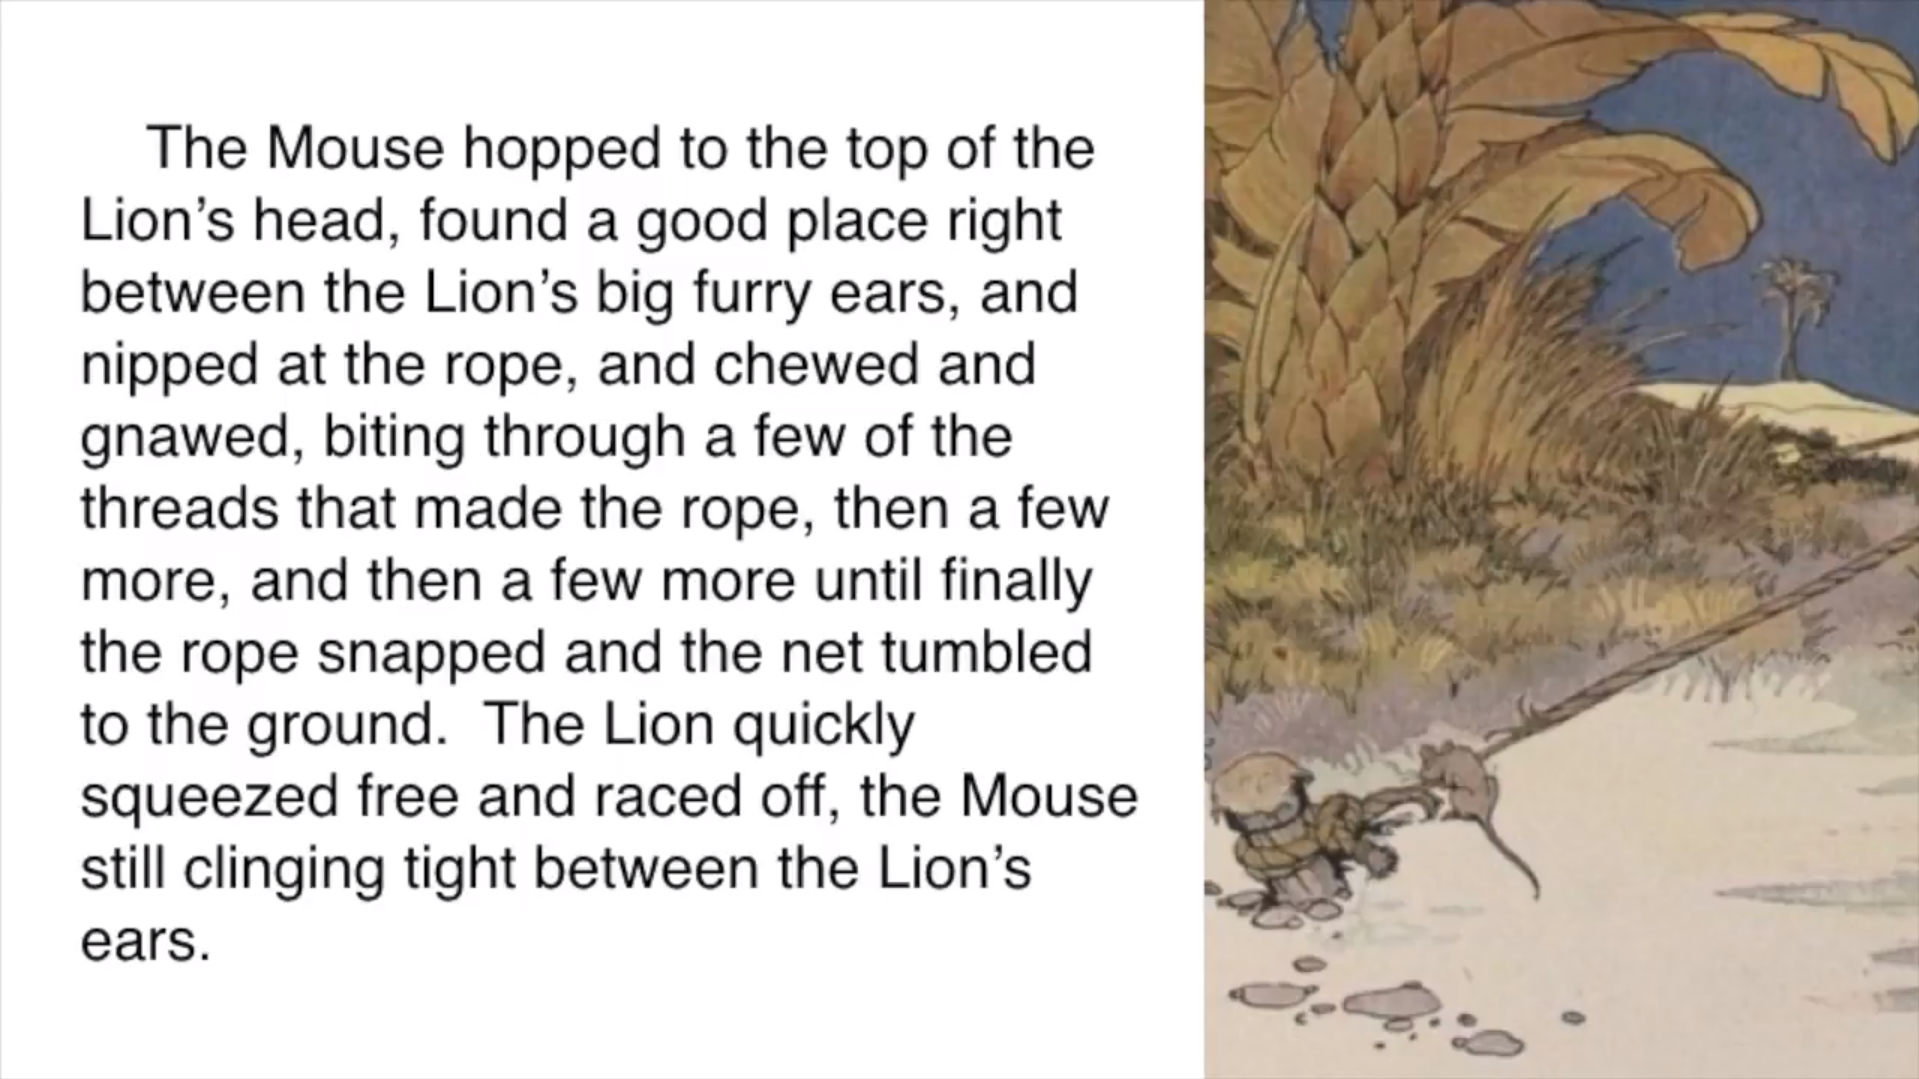 The Mouse hopped to the top of the
Lion’s head, found a good place right
between the Lion’s big furry ears, and
nipped at the rope, and chewed and
gnawed, biting through a few of the
threads that made the rope, then a few
more, and then a few more until finally
the rope snapped and the net tumbled
to the ground.  The Lion quickly
squeezed free and raced off, the Mouse
still clinging tight between the Lion’s
ears.